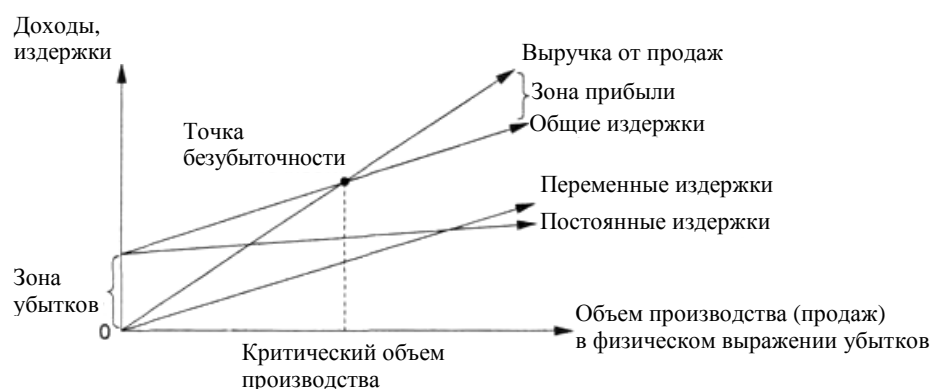 Доходы,
издержки
Выручка от продаж
Зона прибыли
Общие издержки
Точка
безубыточности
Переменные издержки
Постоянные издержки
Зона
убытков
0
Объем производства (продаж)
в физическом выражении убытков
Критический объем
производства